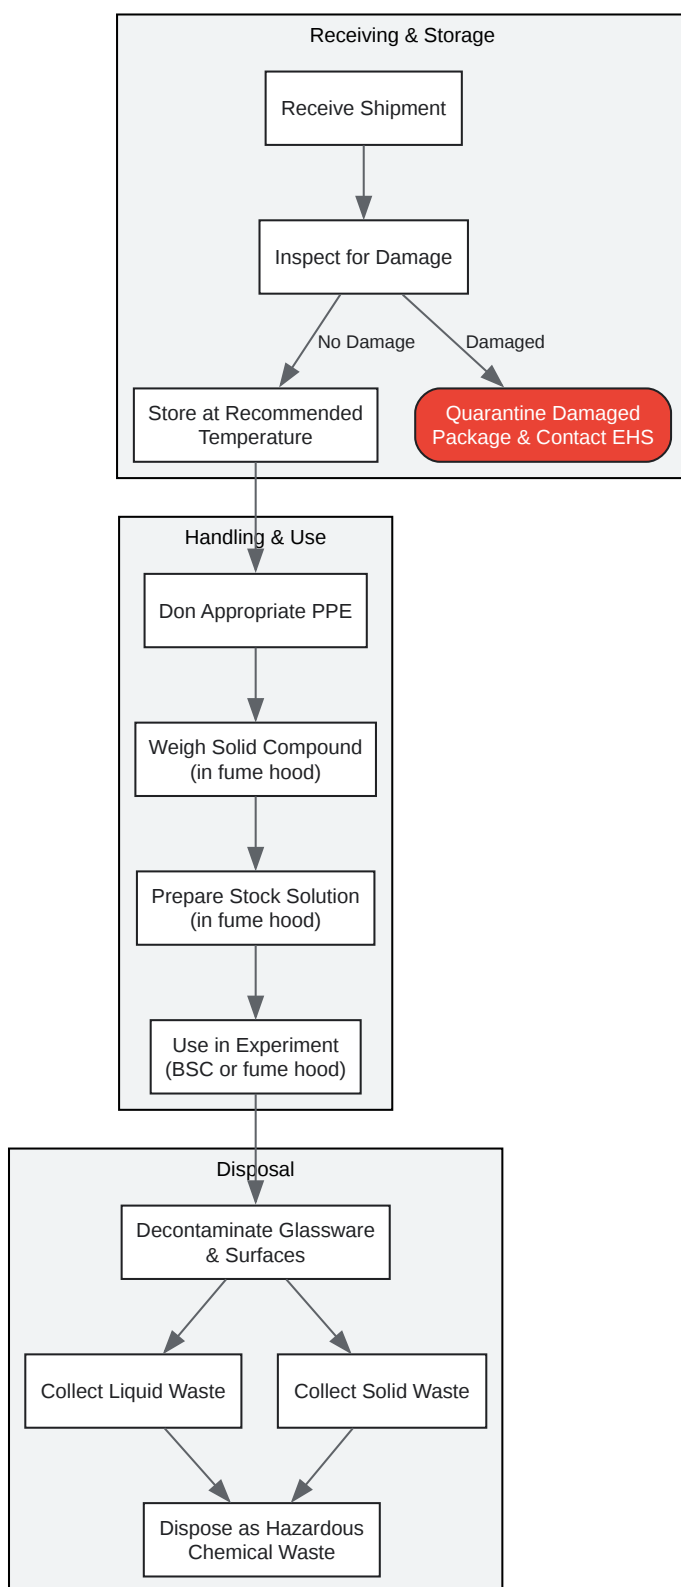 Receiving & Storage
Receive Shipment
Inspect for Damage
No Damage
Damaged
Store at Recommended
Temperature
Quarantine Damaged
Package & Contact EHS
Handling & Use
Don Appropriate PPE
Weigh Solid Compound
(in fume hood)
Prepare Stock Solution
(in fume hood)
Use in Experiment
(BSC or fume hood)
Disposal
Decontaminate Glassware
& Surfaces
Collect Liquid Waste
Collect Solid Waste
Dispose as Hazardous
Chemical Waste